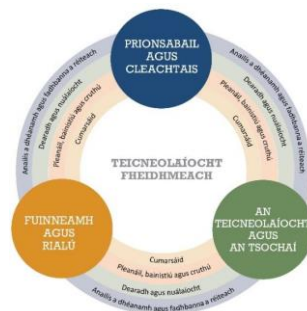 PRIONSABAIL
AGUS
CLEACHTAIS
Anailís a dhéanamh agus fadhbanna a réiteach
Dearadh agus nuálaíocht
Pleanáil, bainistiú agus cruthú
Cumarsáid
Anailís a dhéanamh agus fadhbanna a réiteach
Dearadh agus nuálaíocht
Pleanáil, bainistiú agus cruthú
Cumarsáid
TEICNEOLAÍOCHT
FHEIDHMEACH
FUINNEAMH
AGUS
RIALÚ
AN
TEICNEOLAÍOCHT
AGUS
AN TSOCHAÍ
Cumarsáid
Pleanáil, bainistiú agus cruthú
Dearadh agus nuálaíocht
Anailís a dhéanamh agus fadhbanna a réiteach